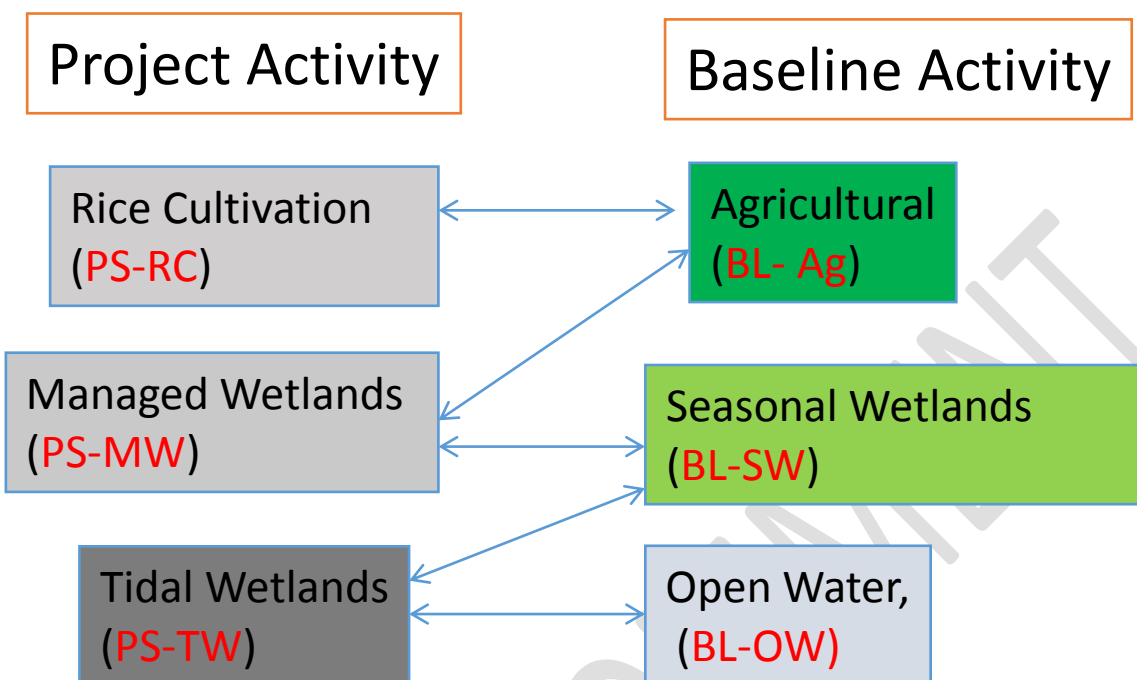 Project Activity
Baseline Activity
Rice Cultivation
(PS-RC)
Agricultural
(BL- Ag)
Managed Wetlands
(PS-MW)
Seasonal Wetlands
(BL-SW)
Tidal Wetlands
(PS-TW)
Open Water,
(BL-OW)